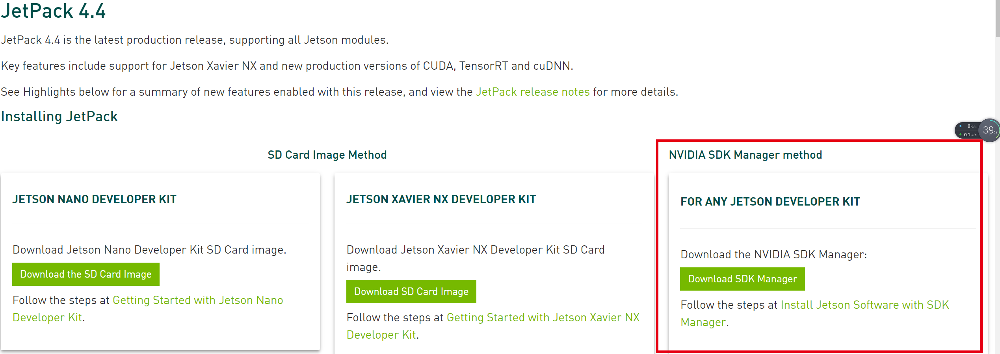 JetPack 4.4
JetPack 4.4 is the latest production release, supporting all Jetson modules.
Key features include support for Jetson Xavier NX and new production versions of CUDA, TensorRT and cuDNN.
See Highlights below for a summary of new features enabled with this release, and view the JetPack release notes for more details.
Installing JetPack
0K/s
0.1K/s
39%
SD Card Image Method
JETSON NANO DEVELOPER KIT
Download Jetson Nano Developer Kit SD Card image.
Download the SD Card Image
Follow the steps at Getting Started with Jetson Nano
Developer Kit.
JETSON XAVIER NX DEVELOPER KIT
Download Jetson Xavier NX Developer Kit SD Card
image.
Download SD Card Image
Follow the steps at Getting Started with Jetson Xavier NX
Developer Kit.
NVIDIA SDK Manager method
FOR ANY JETSON DEVELOPER KIT
Download the NVIDIA SDK Manager:
Download SDK Manager
Follow the steps at Install Jetson Software with SDK
Manager.